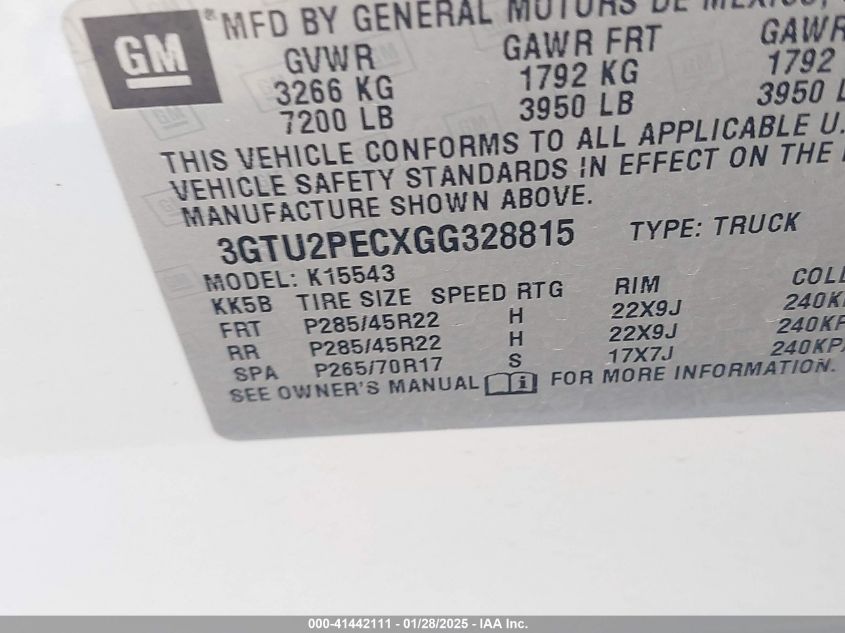 GM
®MFD BY GENERAL MOTORS DE MEXICO,
GVWR GAWR FRT GAWR
3266 KG 1792 KG 1792
7200 LB 3950 LB 3950 L
THIS VEHICLE CONFORMS TO ALL APPLICABLE U.
VEHICLE SAFETY STANDARDS IN EFFECT ON THE
MANUFACTURE SHOWN ABOVE.
3GTU2PECXGG328815 TYPE: TRUCK
MODEL: K15543
KK5B TIRE SIZE SPEED RTG RIM COLL
FRT P285/45R22 H 22X9J 240KP
RR P285/45R22 H 22X9J 240KP
SPA P265/70R17 S 17X7J 240KPA
SEE OWNER'S MANUAL i FOR MORE INFORMATION.
000-41442111 - 01/28/2025 - IAA Inc.